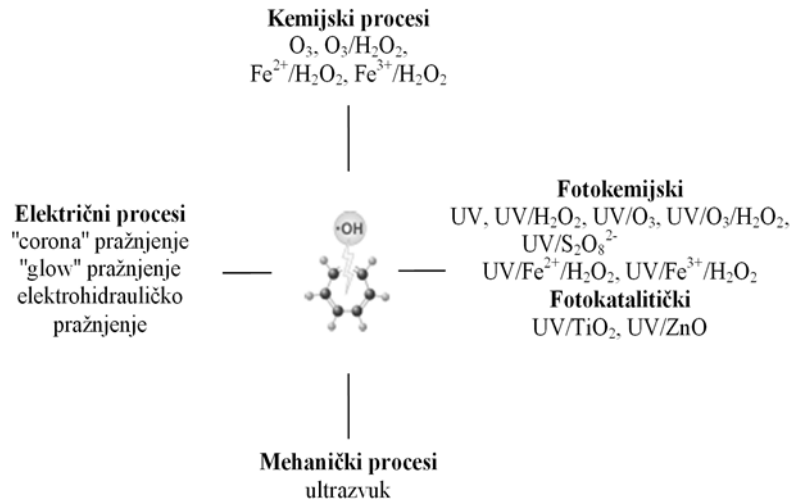 Kemijski procesi
O₃, O₃/H₂O₂,
Fe²⁺/H₂O₂, Fe³⁺/H₂O₂
Električni procesi
"corona" pražnjenje
"glow" pražnjenje
elektrohidrauličko
pražnjenje
·OH
Fotokemijski
UV, UV/H₂O₂, UV/O₃, UV/O₃/H₂O₂,
UV/S₂O₈²⁻
UV/Fe²⁺/H₂O₂, UV/Fe³⁺/H₂O₂
Fotokatalitički
UV/TiO₂, UV/ZnO
Mehanički procesi
ultrazvuk